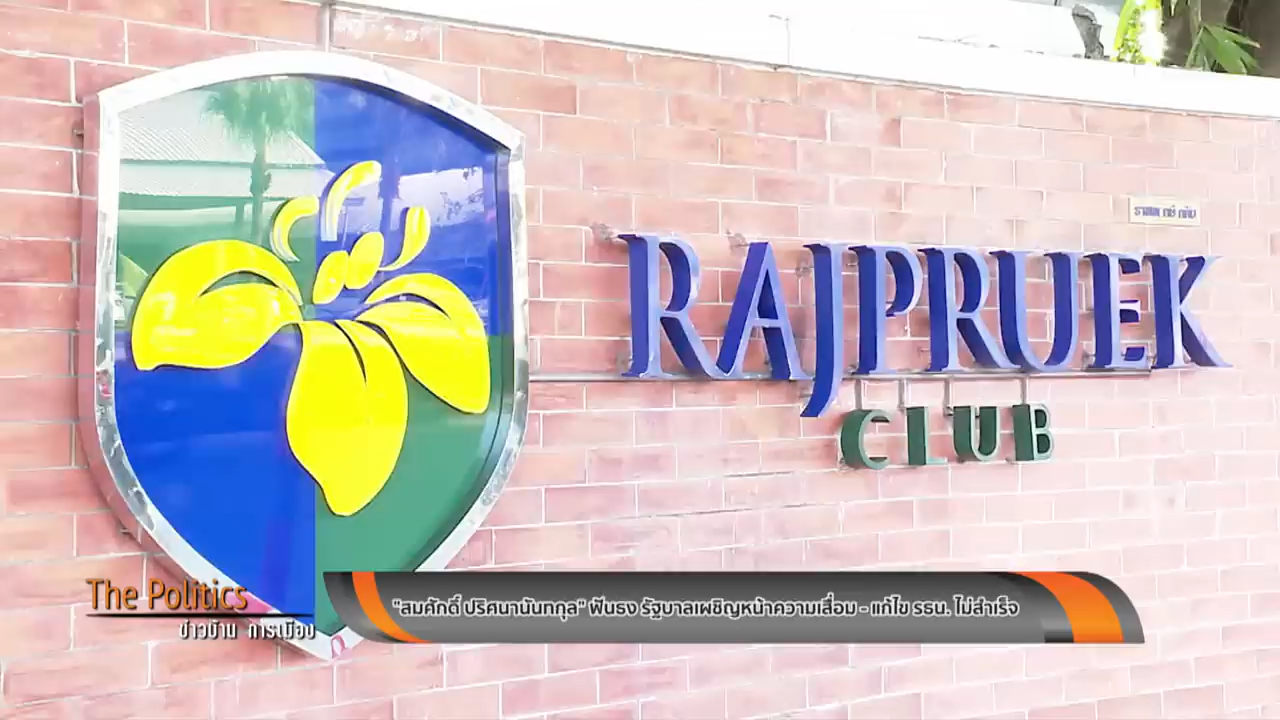 RAJPRUEK
CLUB
The Politics
ข่าวบ้าน การเมือง
"สมศักดิ์ ปริศนานันทกุล" ฟันธง รัฐบาลเผชิญหน้าความเสื่อม - แก้ไข รธน. ไม่สำเร็จ